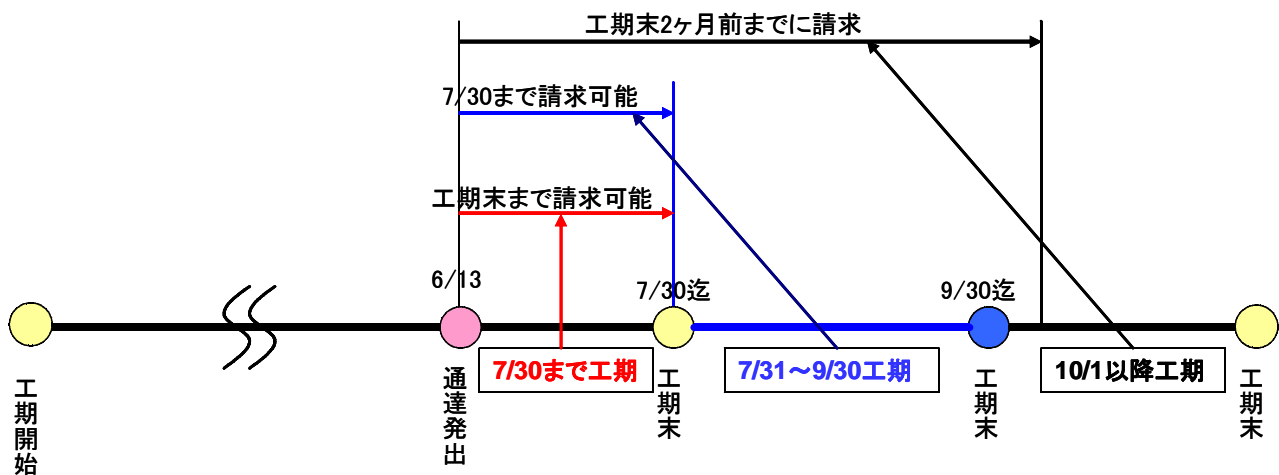 工期末2ヶ月前までに請求
7/30まで請求可能
工期末まで請求可能
6/13
7/30迄
9/30迄
7/30まで工期
7/31～9/30工期
10/1以降工期
工期開始
通達発出
工期末
工期末
工期末